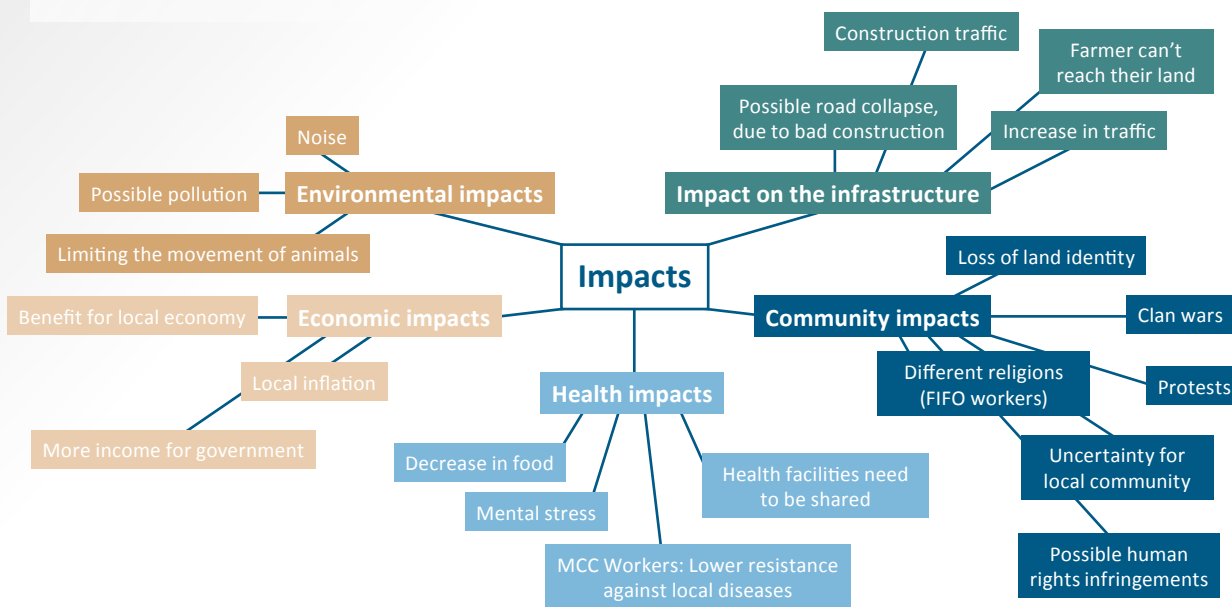 Construction traffic
Farmer can’t
reach their land
Possible road collapse,
due to bad construction
Increase in traffic
Impact on the infrastructure
Noise
Possible pollution
Environmental impacts
Limiting the movement of animals
Impacts
Benefit for local economy
Economic impacts
Local inflation
More income for government
Health impacts
Decrease in food
Mental stress
MCC Workers: Lower resistance
against local diseases
Health facilities need
to be shared
Loss of land identity
Community impacts
Clan wars
Different religions
(FIFO workers)
Protests
Uncertainty for
local community
Possible human
rights infringements